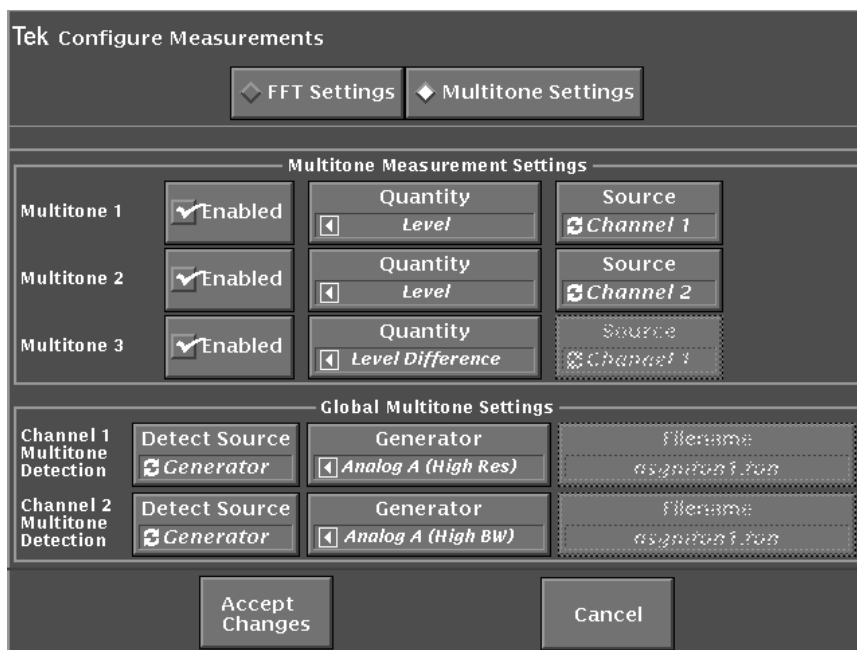 Tek Configure Measurements
FFT Settings Multitone Settings
Multitone Measurement Settings
Multitone 1 Enabled Quantity Level Source Channel 1
Multitone 2 Enabled Quantity Level Source Channel 2
Multitone 3 Enabled Quantity Level Difference Source Channel
Global Multitone Settings
Channel 1 Multitone Detection Detect Source Generator Generator Analog A (High Res) Filename
Channel 2 Multitone Detection Detect Source Generator Generator Analog A (High BW) Filename
Accept Changes Cancel